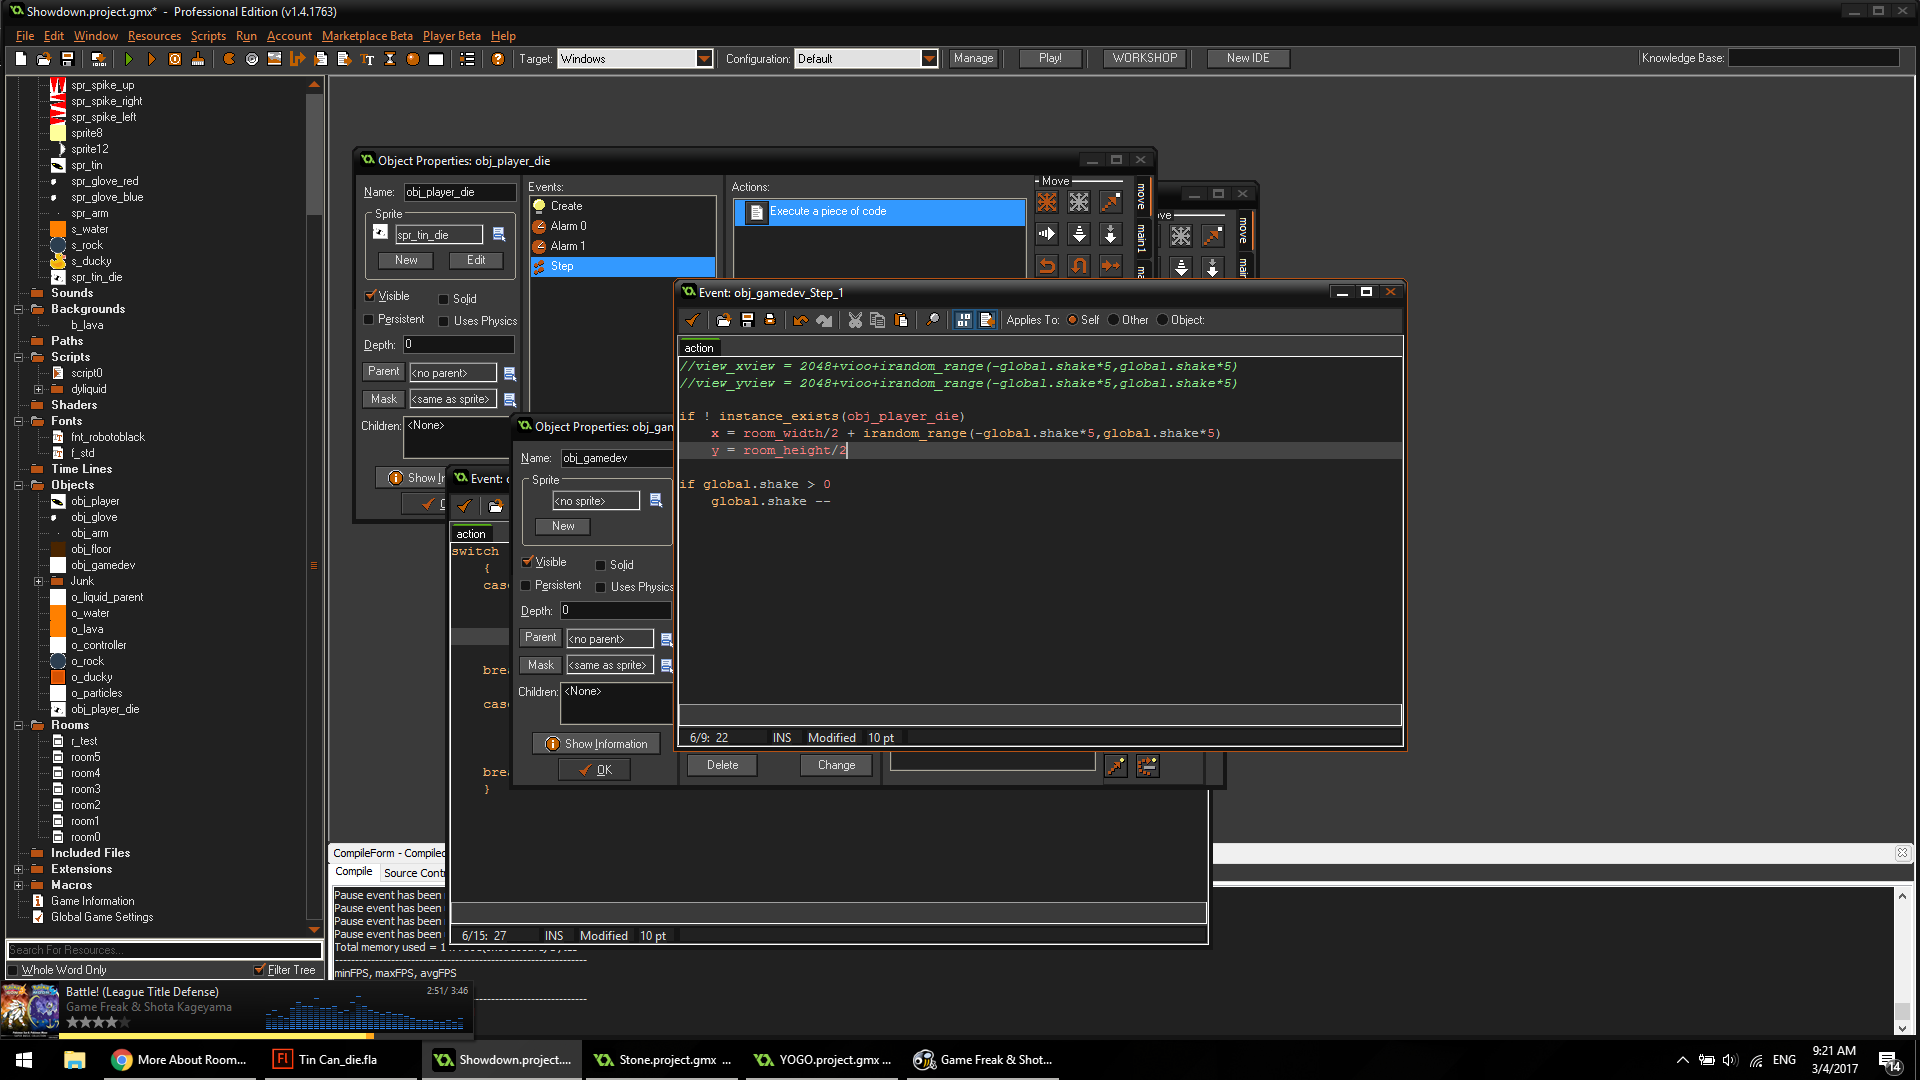 Showdown.project.gmx* - Professional Edition (v1.4.1763)
File Edit Window Resources Scripts Run Account Marketplace Beta Player Beta Help
Target: Windows Configuration: Default Manage Play! WORKSHOP New IDE Knowledge Base:
spr_spike_up
spr_spike_right
spr_spike_left
sprite8
sprite12
spr_tin
spr_glove_red
spr_glove_blue
spr_arm
s_water
s_rock
s_ducky
spr_tin_die
Sounds
Backgrounds
b_lava
Paths
Scripts
script0
dyliquid
Shaders
Fonts
fnt_robotoblack
f_std
Time Lines
Objects
obj_player
obj_glove
obj_arm
obj_floor
obj_gamedev
Junk
o_liquid_parent
o_water
o_lava
o_controller
o_rock
o_ducky
o_particles
obj_player_die
Rooms
r_test
room5
room4
room3
room2
room1
room0
Included Files
Extensions
Macros
Game Information
Global Game Settings
Search For Resources...
Whole Word Only Filter Tree
Object Properties: obj_player_die
Name: obj_player_die
Sprite
spr_tin_die
New Edit
Visible Solid
Persistent Uses Physics
Depth: 0
Parent <no parent>
Mask <same as sprite>
Children: <None>
Events:
Create
Alarm 0
Alarm 1
Step
Actions:
Execute a piece of code
Move
move
main1
move
Event: obj_gamedev_Step_1
Applies To: Self Other Object:
action
//view_xview = 2048+vioo+irandom_range(-global.shake*5,global.shake*5)
//view_yview = 2048+vioo+irandom_range(-global.shake*5,global.shake*5)
if ! instance_exists(obj_player_die)
x = room_width/2 + irandom_range(-global.shake*5,global.shake*5)
y = room_height/2
if global.shake > 0
global.shake --
6/9: 22 INS Modified 10 pt
Object Properties: obj_gam
Name: obj_gamedev
Sprite
<no sprite>
New
Visible Solid
Persistent Uses Physics
Depth: 0
Parent <no parent>
Mask <same as sprite>
Children: <None>
Show Information
OK
Delete Change
action
switch
{
case
brea
case
brea
}
6/15: 27 INS Modified 10 pt
CompileForm - Compiled
Compile Source Contr
Pause event has been
Pause event has been
Pause event has been
Pause event has been
Total memory used = 1
minFPS, maxFPS, avgFPS
Battle! (League Title Defense) 2:51/ 3:46
Game Freak & Shota Kageyama
More About Room... Tin Can_die.fla Showdown.project.... Stone.project.gmx ... YOGO.project.gmx ... Game Freak & Shot... ENG 9:21 AM
3/4/2017
14